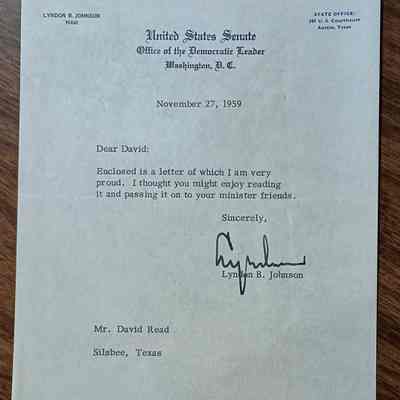 LYNDON B. JOHNSON
TEXAS
STATE OFFICE:
Austin, Texas
United States Senate
Office of the Democratic Leader
Washington, D. C.
November 27, 1959
Dear David:
Enclosed is a letter of which I am very
proud. I thought you might enjoy reading
it and passing it on to your minister friends.
Sincerely,
Lyndon
Lyndon B. Johnson
Mr. David Read
Silsbee, Texas